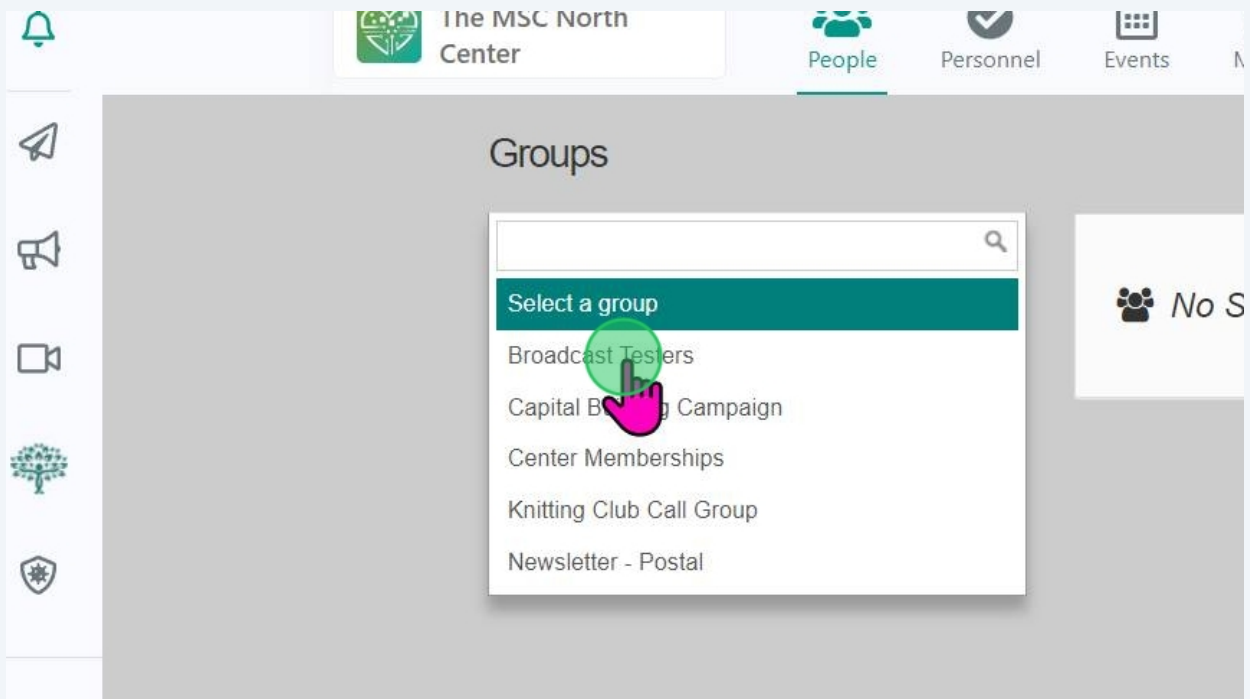 The MSC North
Center
People
Personnel
Events
Groups
Select a group
No S
Broadcast Testers
Capital B g Campaign
Center Memberships
Knitting Club Call Group
Newsletter - Postal